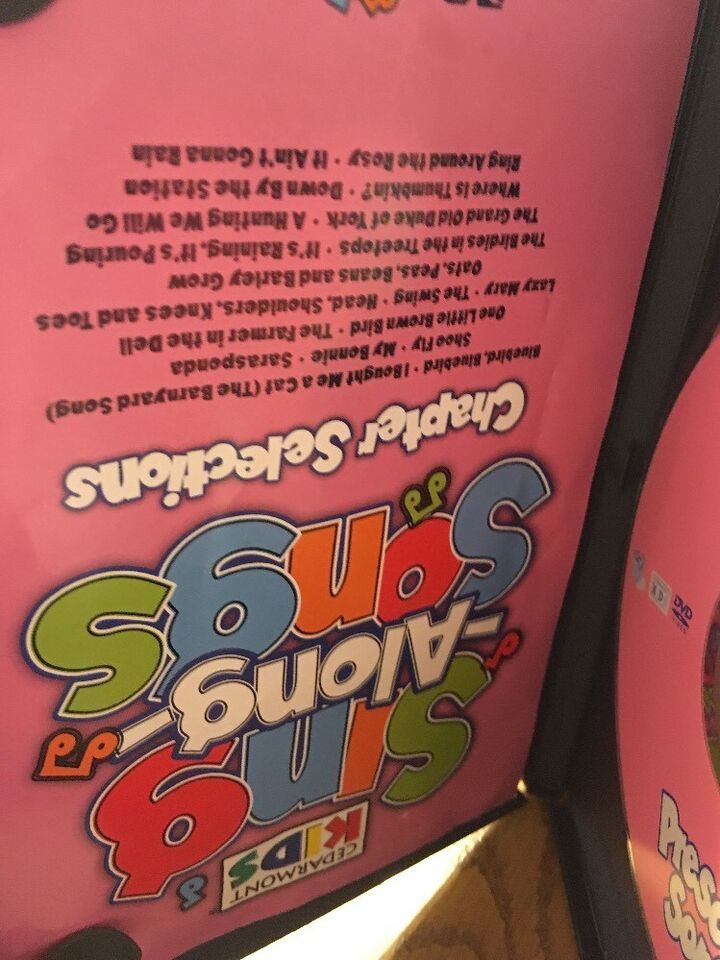 CEDARMONT
KIDS
Sing
-Along-
Songs
Chapter Selections
Bluebird, Bluebird • I Bought Me a Cat (The Barnyard Song)
Shoo Fly • My Bonnie • Sarasponda
One Little Brown Bird • The Farmer in the Dell
Lazy Mary • The Swing • Head, Shoulders, Knees and Toes
Oats, Peas, Beans and Barley Grow
The Birdies in the Treetops • It's Raining, It's Pouring
The Grand Old Duke of York • A Hunting We Will Go
Where Is Thumbkin? • Down By the Station
Ring Around the Rosy • It Ain't Gonna Rain
DVD
VIDEO